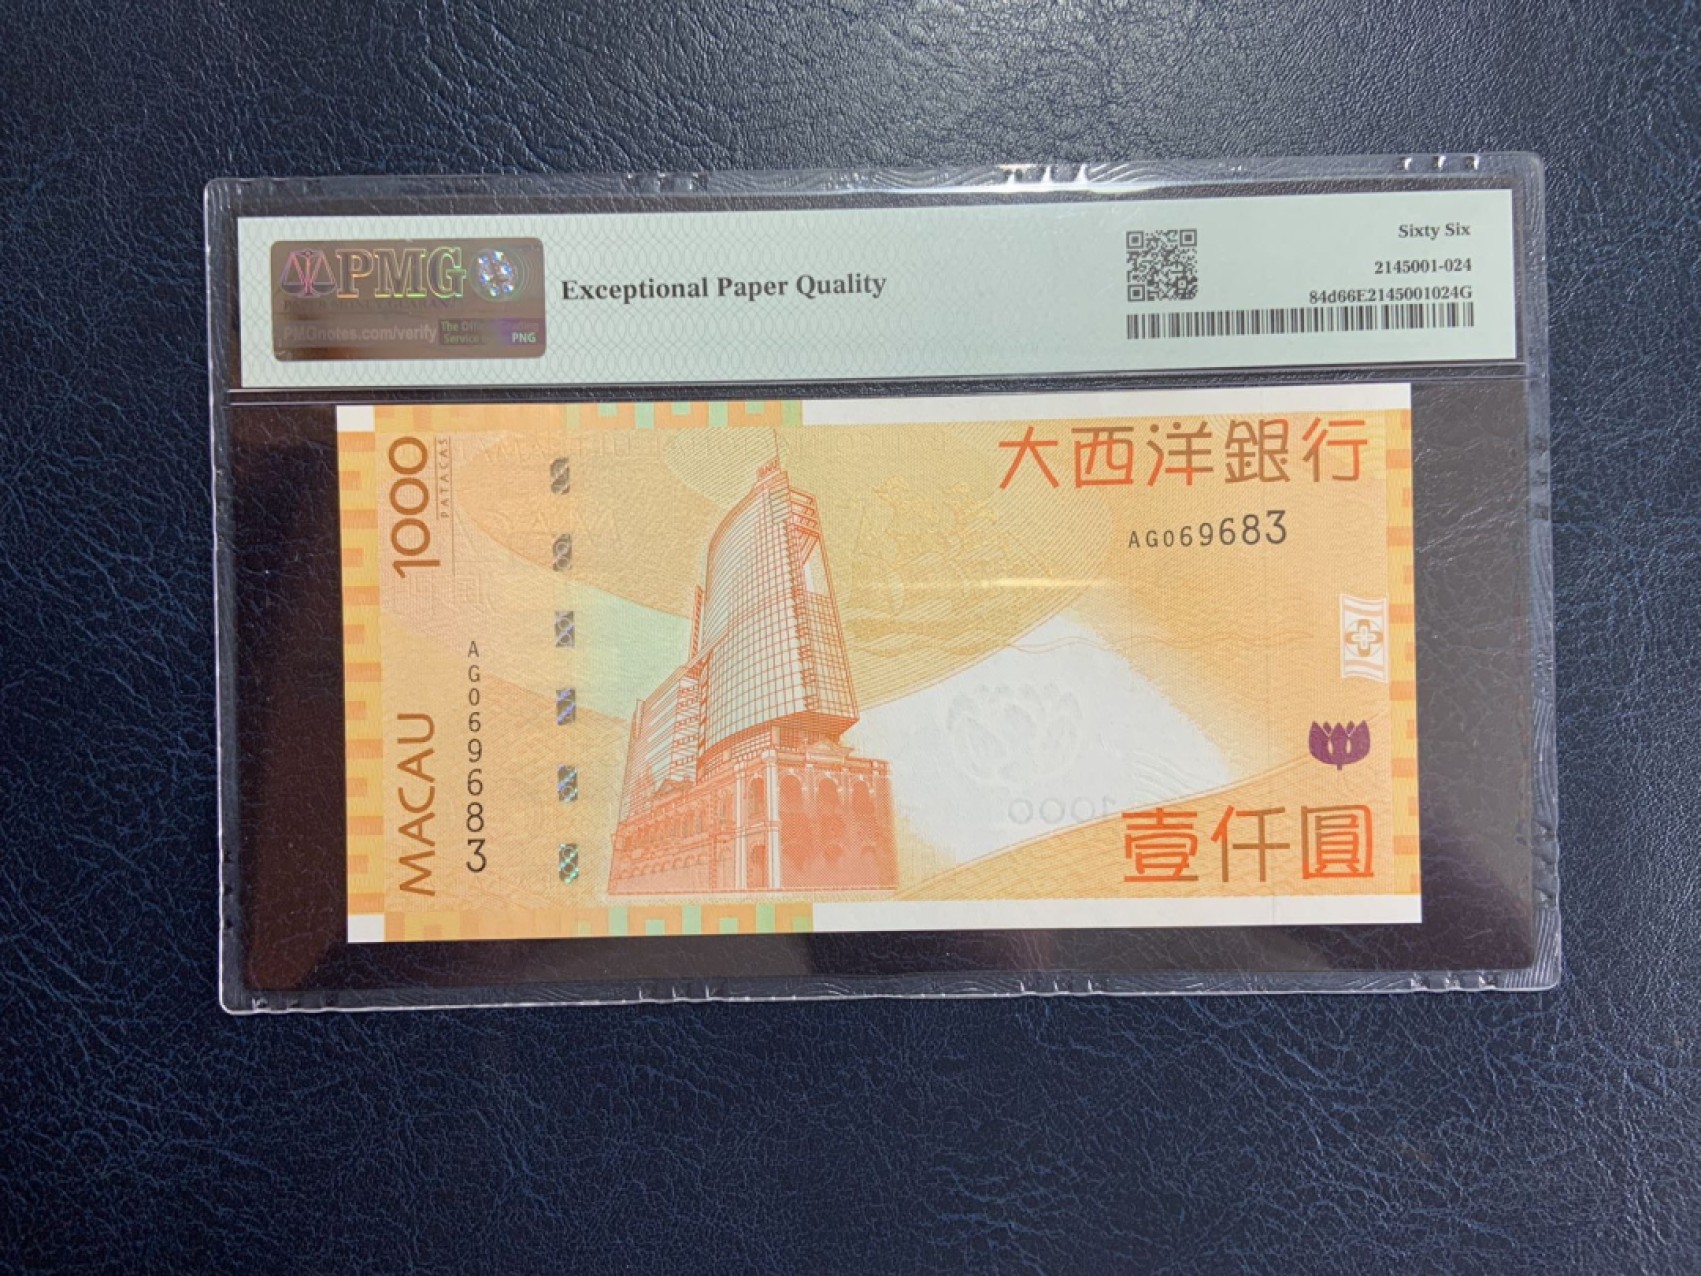 PMG
PMGnotes.com/verify
PNG
Exceptional Paper Quality
Sixty Six
2145001-024
84d66E2145001024G
1000
PATACAS
MACAU
AG069683
大西洋銀行
AG069683
1000
壹仟圓